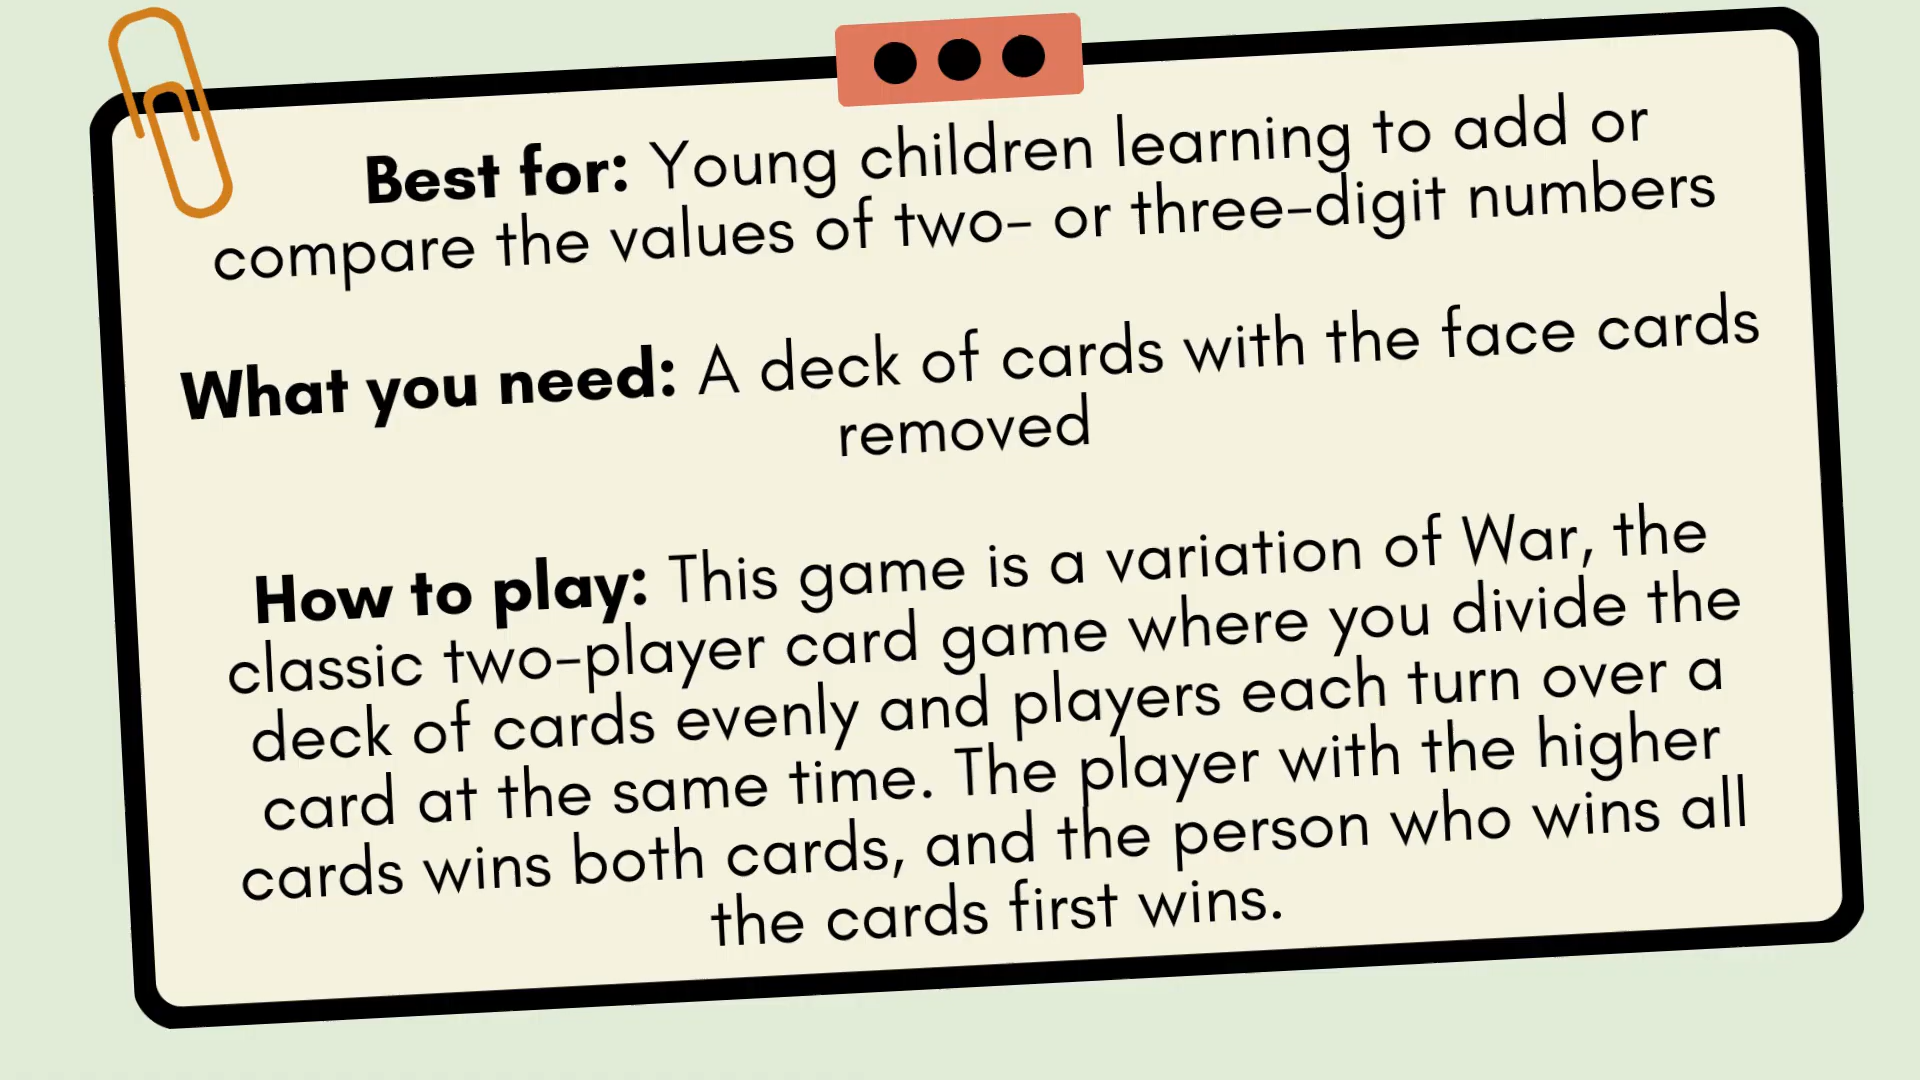 Best for: Young children learning to add or
compare the values of two- or three-digit numbers
What you need: A deck of cards with the face cards
removed
How to play: This game is a variation of War, the
classic two-player card game where you divide the
deck of cards evenly and players each turn over a
card at the same time. The player with the higher
cards wins both cards, and the person who wins all
the cards first wins.